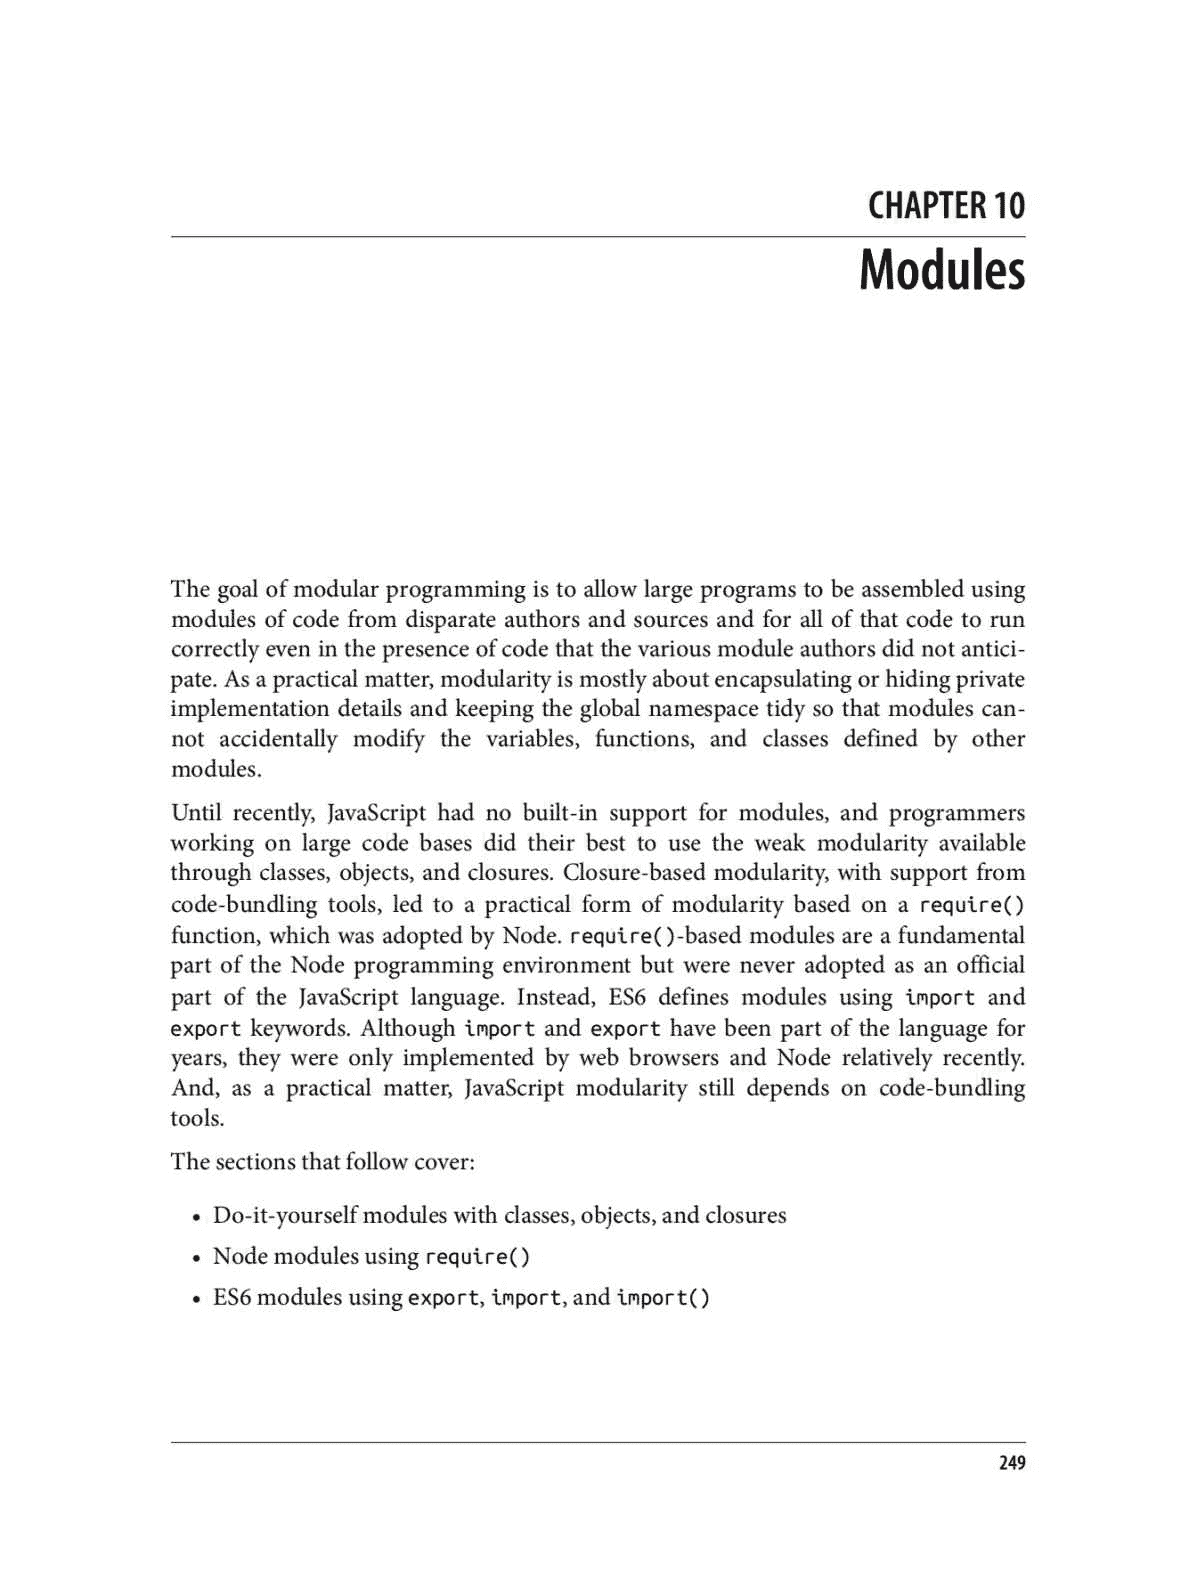 CHAPTER 10
Modules
The goal of modular programming is to allow large programs to be assembled using
modules of code from disparate authors and sources and for all of that code to run
correctly even in the presence of code that the various module authors did not antici-
pate. As a practical matter, modularity is mostly about encapsulating or hiding private
implementation details and keeping the global namespace tidy so that modules can-
not accidentally modify the variables, functions, and classes defined by other
modules.
Until recently, JavaScript had no built-in support for modules, and programmers
working on large code bases did their best to use the weak modularity available
through classes, objects, and closures. Closure-based modularity, with support from
code-bundling tools, led to a practical form of modularity based on a require()
function, which was adopted by Node. require()-based modules are a fundamental
part of the Node programming environment but were never adopted as an official
part of the JavaScript language. Instead, ES6 defines modules using import and
export keywords. Although import and export have been part of the language for
years, they were only implemented by web browsers and Node relatively recently.
And, as a practical matter, JavaScript modularity still depends on code-bundling
tools.
The sections that follow cover:
• Do-it-yourself modules with classes, objects, and closures
• Node modules using require()
• ES6 modules using export, import, and import()
249